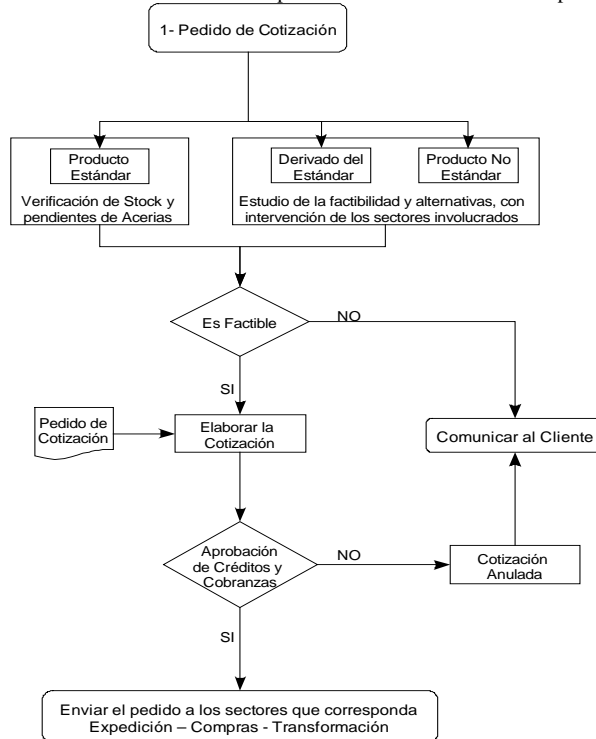 1- Pedido de Cotización
Producto
Estándar
Verificación de Stock y
pendientes de Acerias
Derivado del
Estándar
Producto No
Estándar
Estudio de la factibilidad y alternativas, con
intervención de los sectores involucrados
Es Factible
NO
SI
Pedido de
Cotización
Elaborar la
Cotización
Comunicar al Cliente
Aprobación
de Créditos y
Cobranzas
NO
Cotización
Anulada
SI
Enviar el pedido a los sectores que corresponda
Expedición – Compras - Transformación